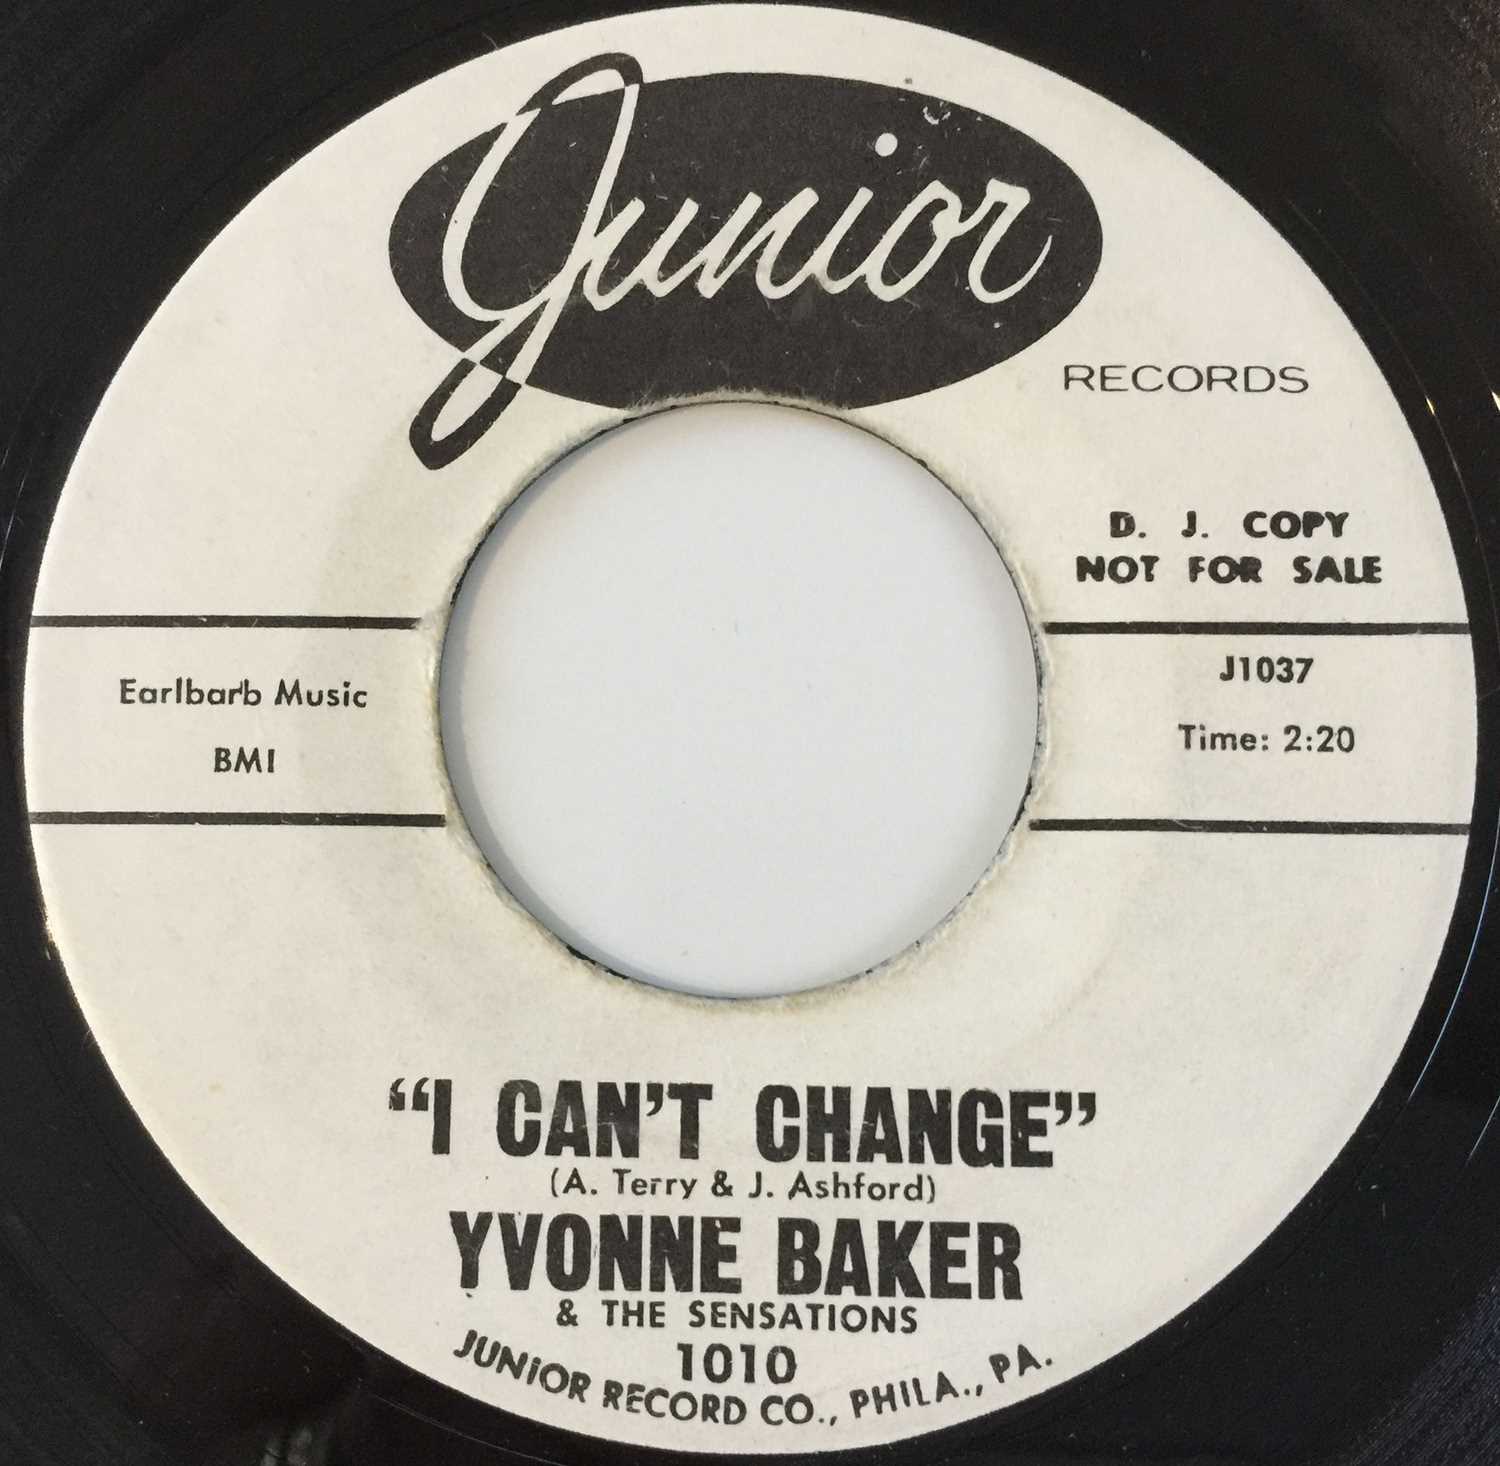 Junior
RECORDS
D. J. COPY
NOT FOR SALE
Earlbarb Music
BMI
J1037
Time: 2:20
“I CAN’T CHANGE”
(A. Terry & J. Ashford)
YVONNE BAKER
& THE SENSATIONS
1010
JUNiOR RECORD CO., PHILA., PA.